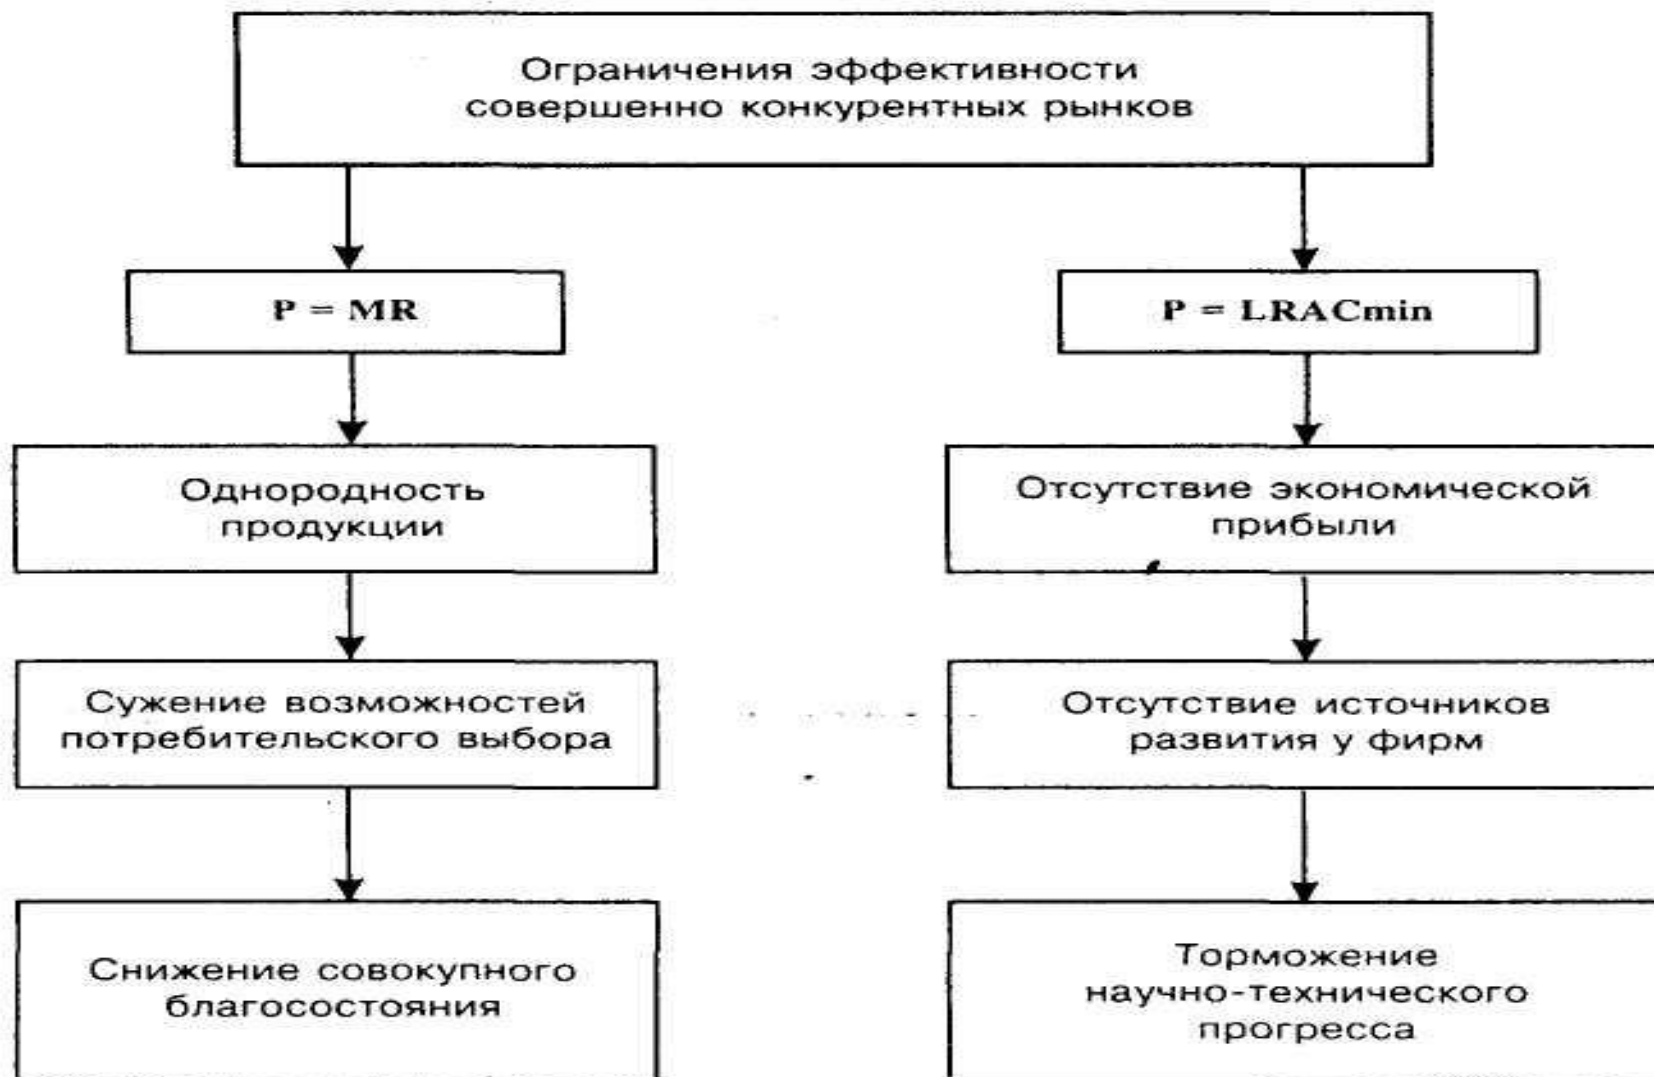 Ограничения эффективности
совершенно конкурентных рынков
P = MR
P = LRACmin
Однородность
продукции
Отсутствие экономической
прибыли
Сужение возможностей
потребительского выбора
Отсутствие источников
развития у фирм
Снижение совокупного
благосостояния
Торможение
научно-технического
прогресса